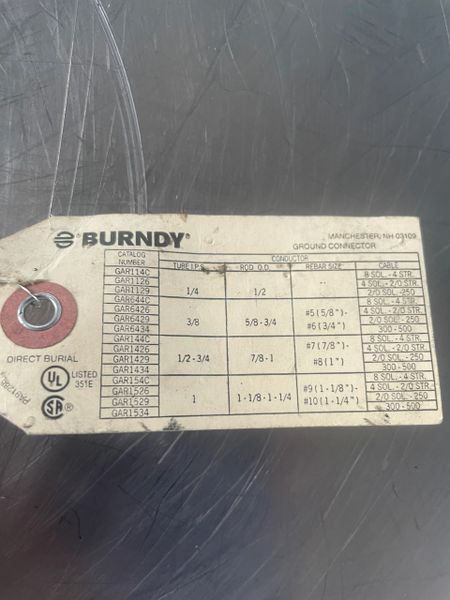 BURNDY®
MANCHESTER, NH 03109
GROUND CONNECTOR
CATALOG NUMBER CONDUCTOR
TUBE I.P.S. ROD O.D. REBAR SIZE CABLE
GAR114C 8 SOL.-4 STR.
GAR1126 1/4 1/2 -- 4 SOL.-2/0 STR.
GAR1129 2/0 SOL.-250
GAR644C 8 SOL.-4 STR.
GAR6426 #5(5/8")- 4 SOL.-2/0 STR.
GAR6429 3/8 5/8-3/4 #6(3/4") 2/0 SOL.-250
GAR6434 300-500
GAR144C 8 SOL.-4 STR.
GAR1426 #7(7/8")- 4 SOL.-2/0 STR.
GAR1429 1/2-3/4 7/8-1 #8(1") 2/0 SOL.-250
GAR1434 300-500
GAR154C 8 SOL.-4 STR.
GAR1526 #9(1-1/8")- 4 SOL.-2/0 STR.
GAR1529 1 1-1/8-1-1/4 #10(1-1/4") 2/0 SOL.-250
GAR1534 300-500
DIRECT BURIAL
UL LISTED
351E
SA®